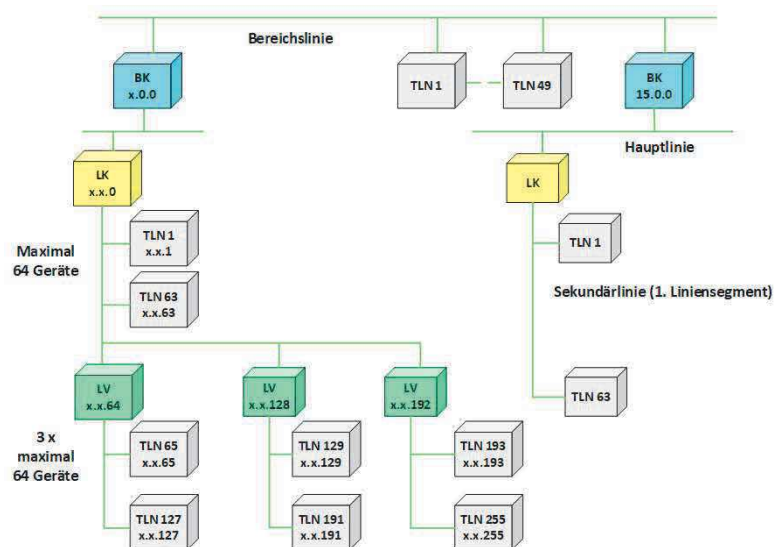 Bereichslinie
BK
x.0.0
TLN 1
TLN 49
BK
15.0.0
Hauptlinie
LK
x.x.0
LK
TLN 1
x.x.1
TLN 1
Maximal
64 Geräte
TLN 63
x.x.63
Sekundärlinie (1. Liniensegment)
LV
x.x.64
LV
x.x.128
LV
x.x.192
TLN 63
3 x
maximal
64 Geräte
TLN 65
x.x.65
TLN 129
x.x.129
TLN 193
x.x.193
TLN 127
x.x.127
TLN 191
x.x.191
TLN 255
x.x.255